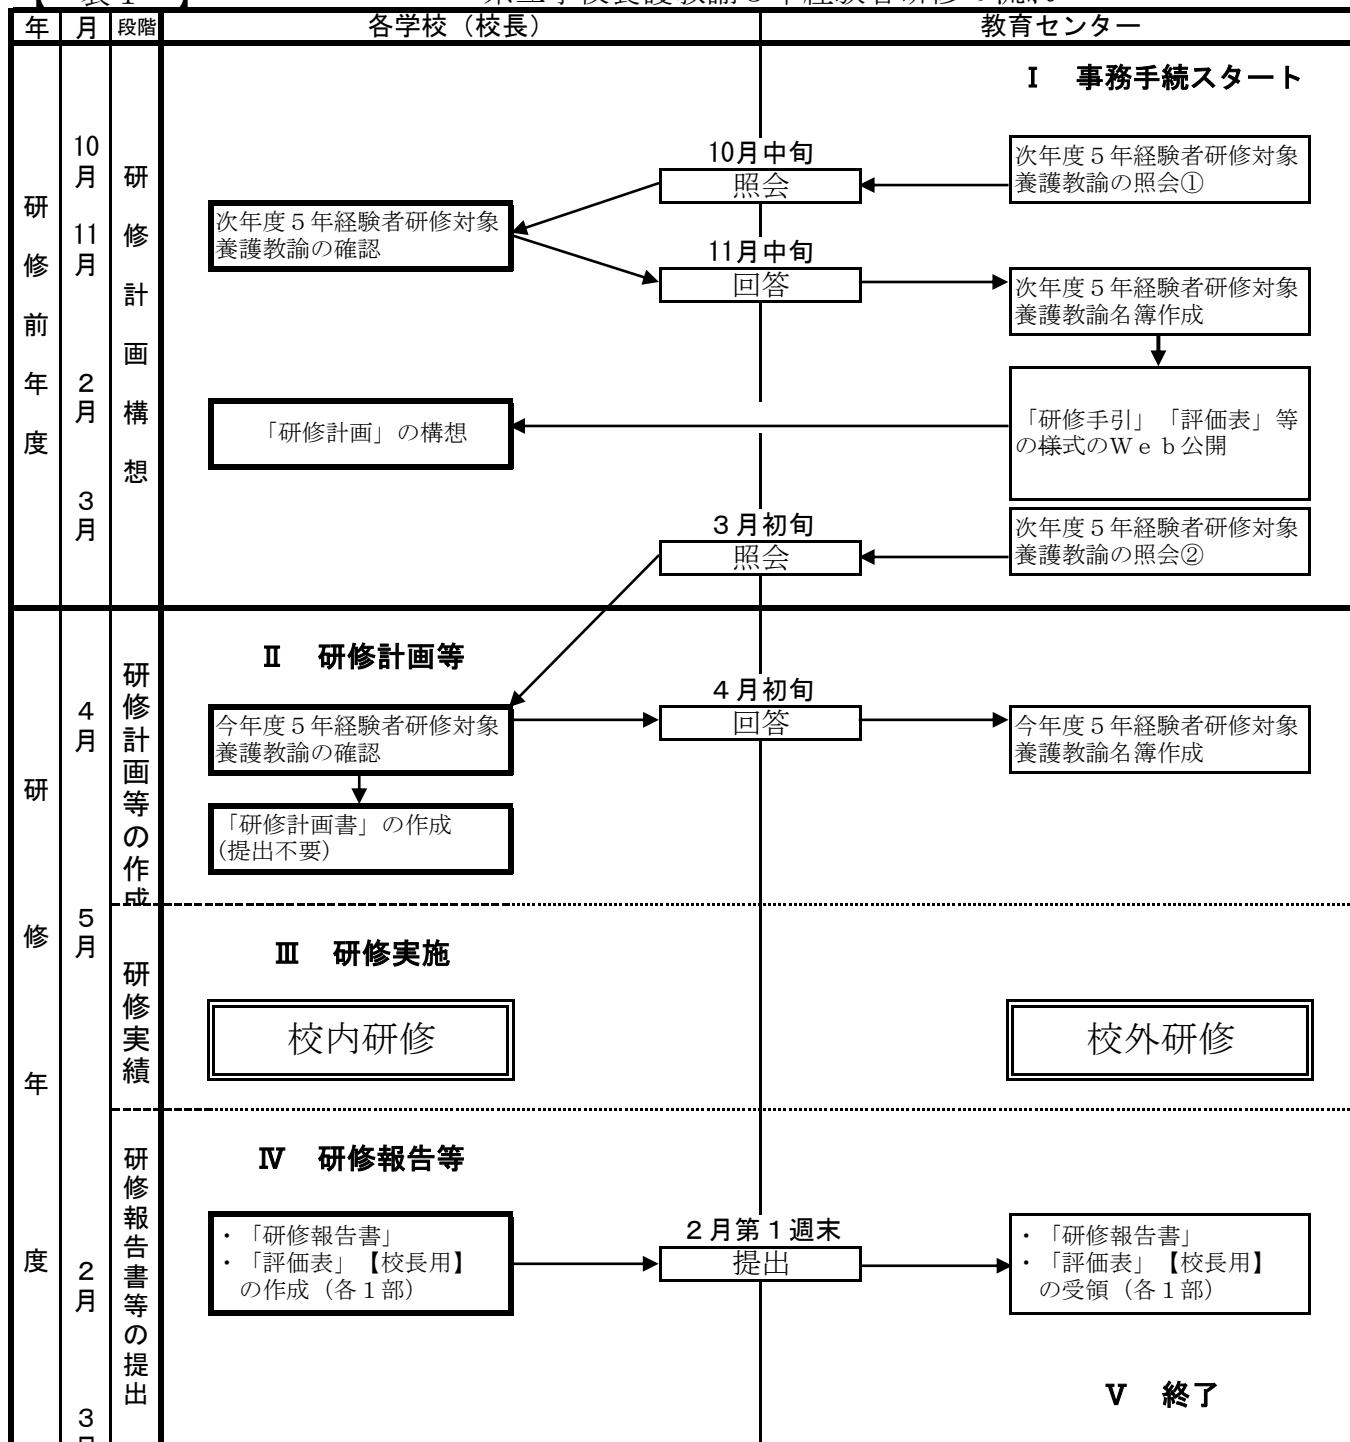 年 月 段階 各学校（校長） 教育センター
Ⅰ 事務手続スタート
研修前年度
10月
11月
２月
３月
研修計画構想
10月中旬
照会
次年度５年経験者研修対象
養護教諭の照会①
次年度５年経験者研修対象
養護教諭の確認
11月中旬
回答
次年度５年経験者研修対象
養護教諭名簿作成
「研修計画」の構想
「研修手引」「評価表」等
の様式のＷｅｂ公開
３月初旬
照会
次年度５年経験者研修対象
養護教諭の照会②
研修年度
４月
５月
２月
３月
研修計画等の作成
Ⅱ 研修計画等
今年度５年経験者研修対象
養護教諭の確認
４月初旬
回答
今年度５年経験者研修対象
養護教諭名簿作成
「研修計画書」の作成
(提出不要)
研修実績
Ⅲ 研修実施
校内研修
校外研修
研修報告書等の提出
Ⅳ 研修報告等
・「研修報告書」
・「評価表」【校長用】
の作成（各１部）
２月第１週末
提出
・「研修報告書」
・「評価表」【校長用】
の受領（各１部）
Ⅴ 終了